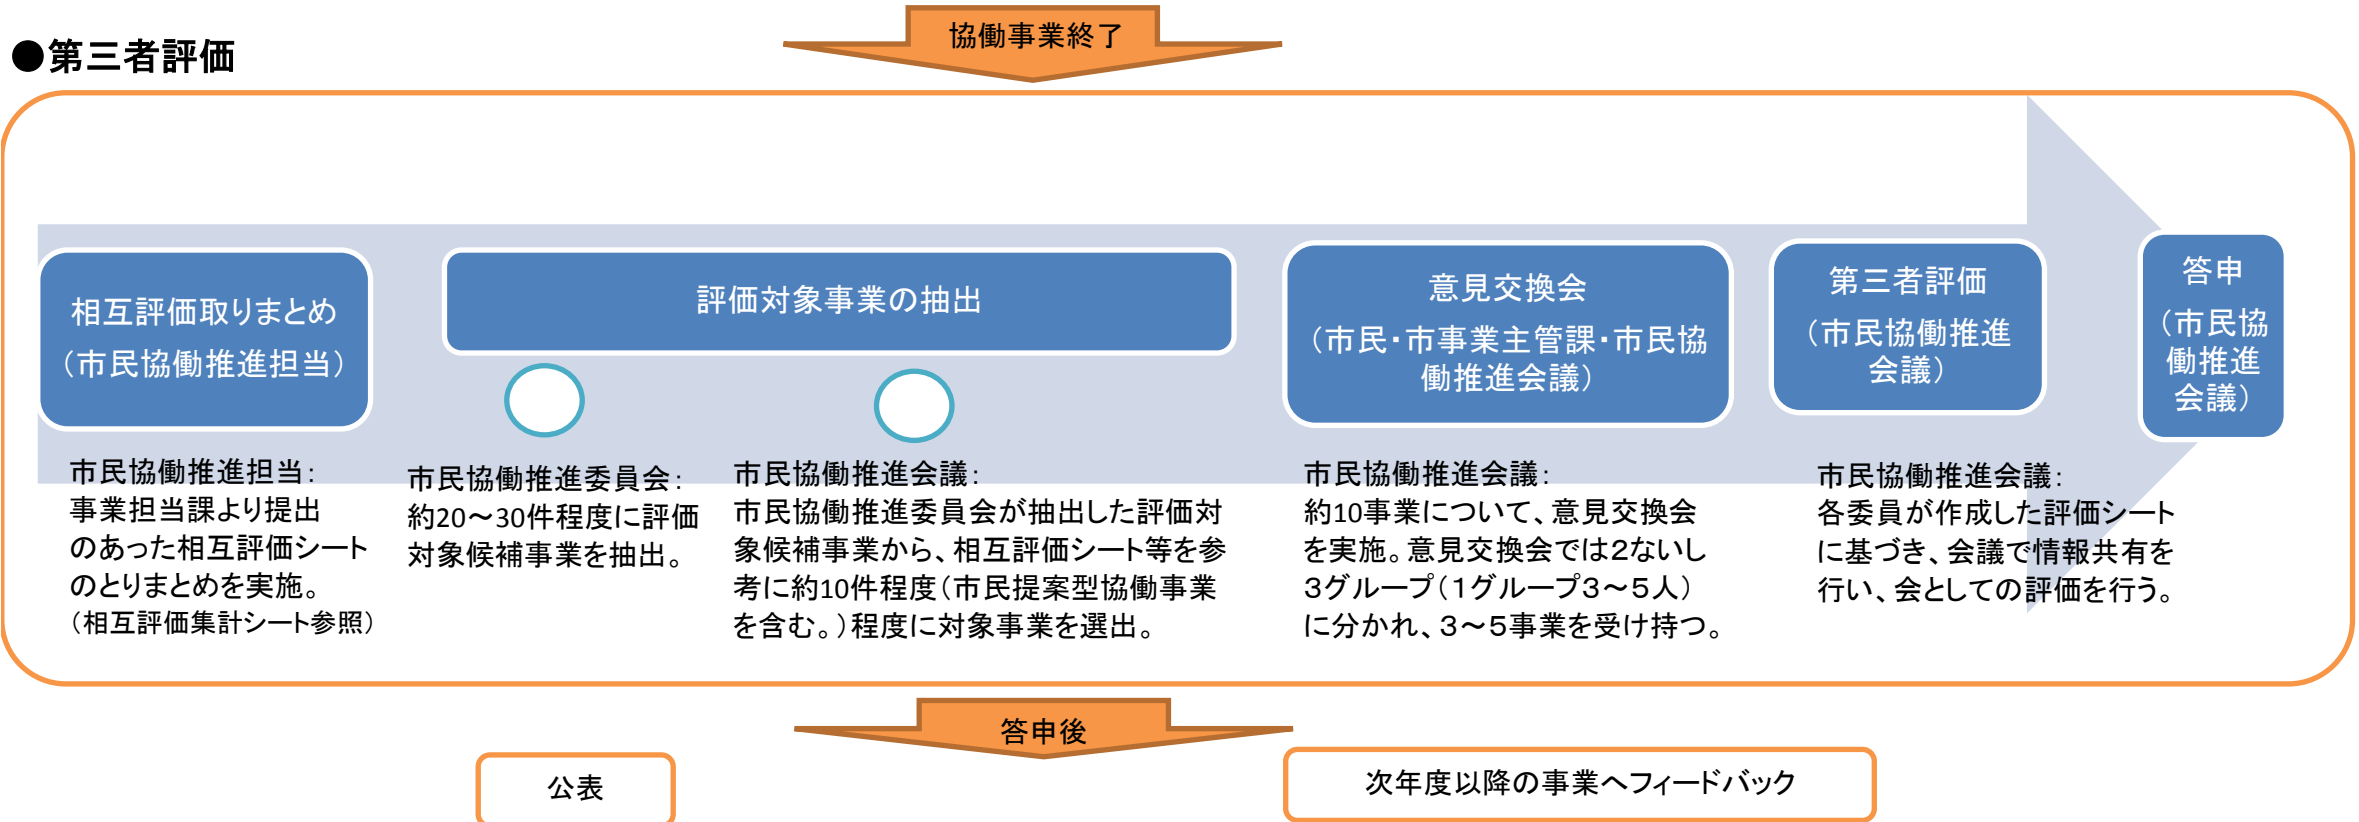 協働事業終了
●第三者評価
相互評価取りまとめ
（市民協働推進担当）
評価対象事業の抽出
意見交換会
（市民・市事業主管課・市民協
働推進会議）
第三者評価
（市民協働推進
会議）
答申
（市民協
働推進
会議）
市民協働推進担当：
事業担当課より提出
のあった相互評価シート
のとりまとめを実施。
（相互評価集計シート参照）
市民協働推進委員会：
約20～30件程度に評価
対象候補事業を抽出。
市民協働推進会議：
市民協働推進委員会が抽出した評価対
象候補事業から、相互評価シート等を参
考に約10件程度（市民提案型協働事業
を含む。）程度に対象事業を選出。
市民協働推進会議：
約10事業について、意見交換会
を実施。意見交換会では２ないし
３グループ（１グループ３～５人）
に分かれ、３～５事業を受け持つ。
市民協働推進会議：
各委員が作成した評価シート
に基づき、会議で情報共有を
行い、会としての評価を行う。
答申後
公表
次年度以降の事業へフィードバック